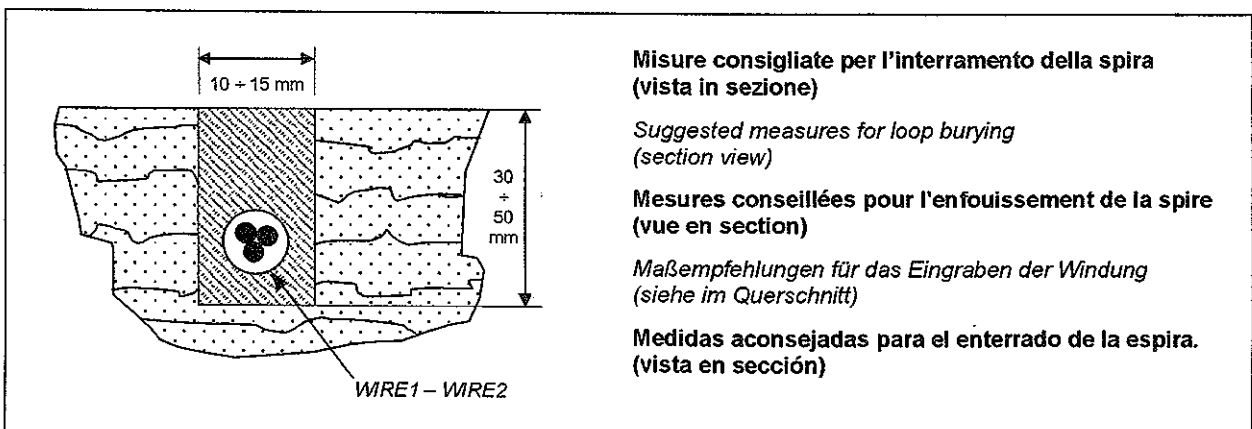 10 ÷ 15 mm
30
÷
50
mm
WIRE1 – WIRE2
Misure consigliate per l'interramento della spira
(vista in sezione)
Suggested measures for loop burying
(section view)
Mesures conseillées pour l'enfouissement de la spire
(vue en section)
Maßempfehlungen für das Eingraben der Windung
(siehe im Querschnitt)
Medidas aconsejadas para el enterrado de la espira.
(vista en sección)